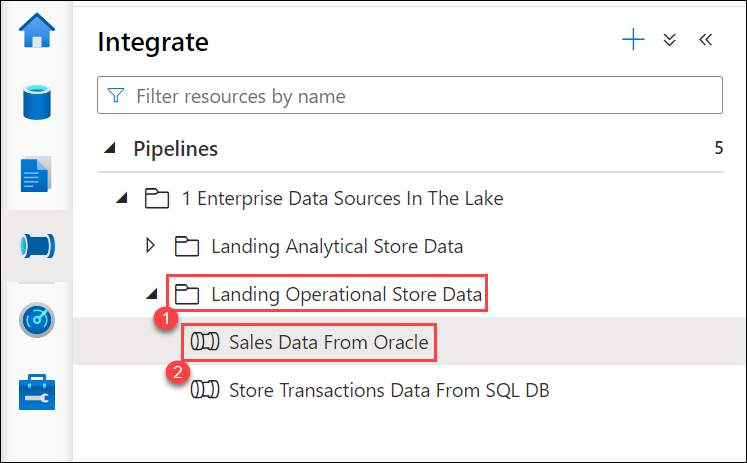 Integrate
Filter resources by name
Pipelines 5
1 Enterprise Data Sources In The Lake
Landing Analytical Store Data
Landing Operational Store Data
1
Sales Data From Oracle
2
Store Transactions Data From SQL DB